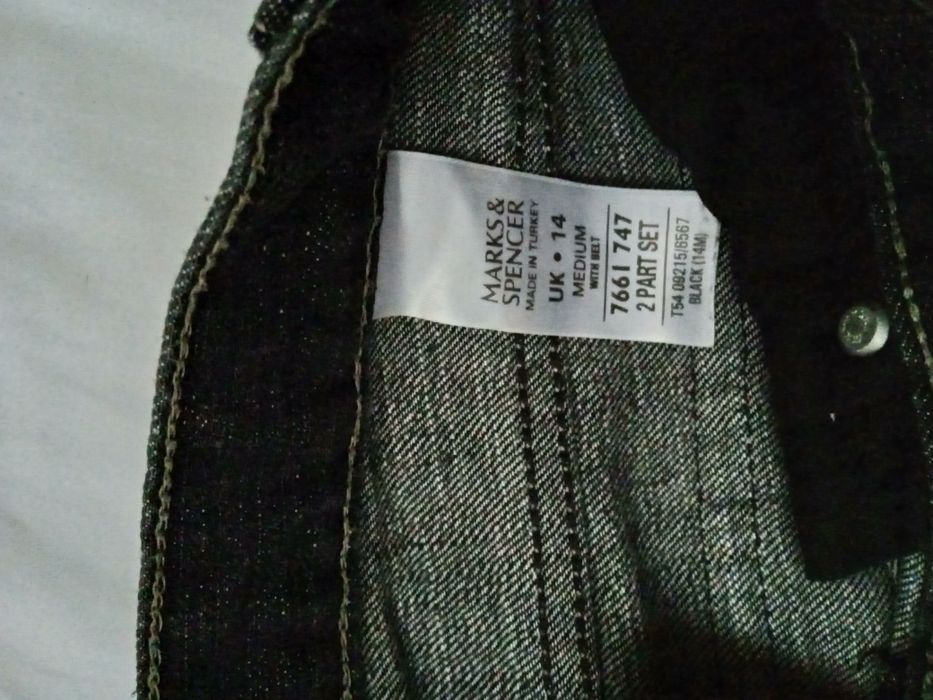 MARKS &
SPENCER
MADE IN TURKEY
UK • 14
MEDIUM
WITH BELT
7661 747
2 PART SET
T54 09215/6567
BLACK (14M)